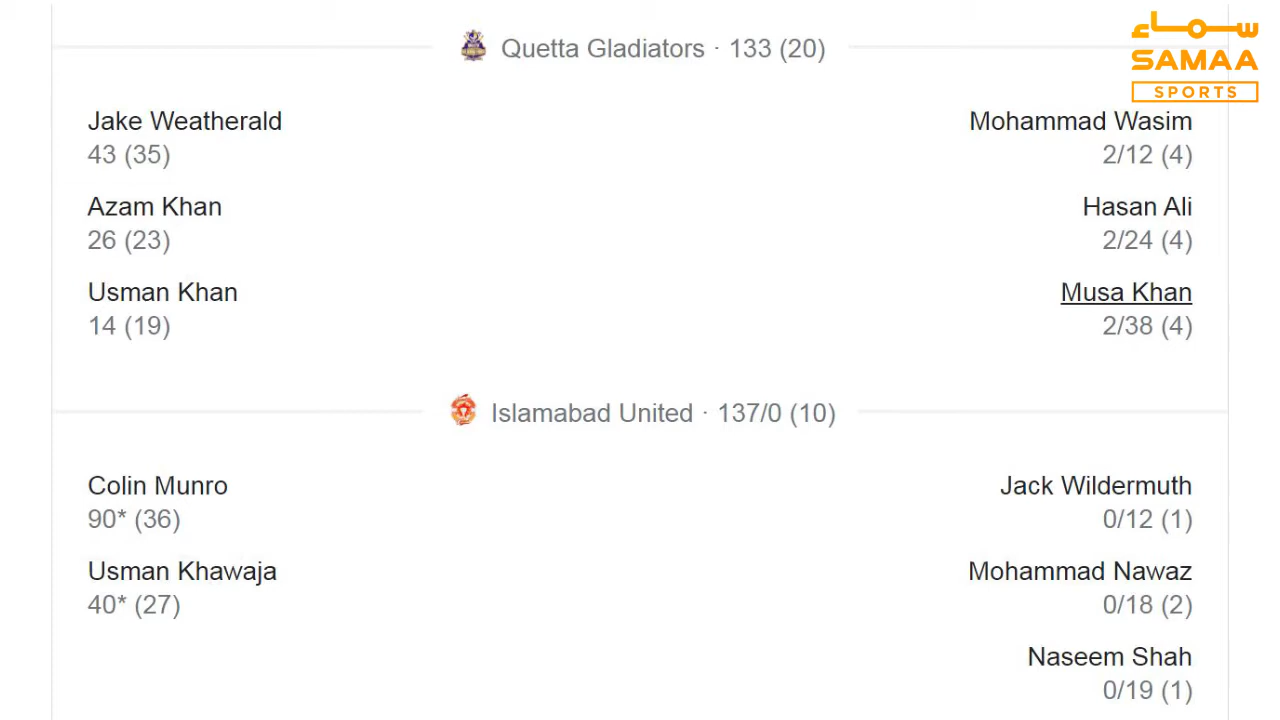 Quetta Gladiators · 133 (20)
سماء
SAMAA
SPORTS
Jake Weatherald
43 (35)
Mohammad Wasim
2/12 (4)
Azam Khan
26 (23)
Hasan Ali
2/24 (4)
Usman Khan
14 (19)
Musa Khan
2/38 (4)
Islamabad United · 137/0 (10)
Colin Munro
90* (36)
Jack Wildermuth
0/12 (1)
Usman Khawaja
40* (27)
Mohammad Nawaz
0/18 (2)
Naseem Shah
0/19 (1)